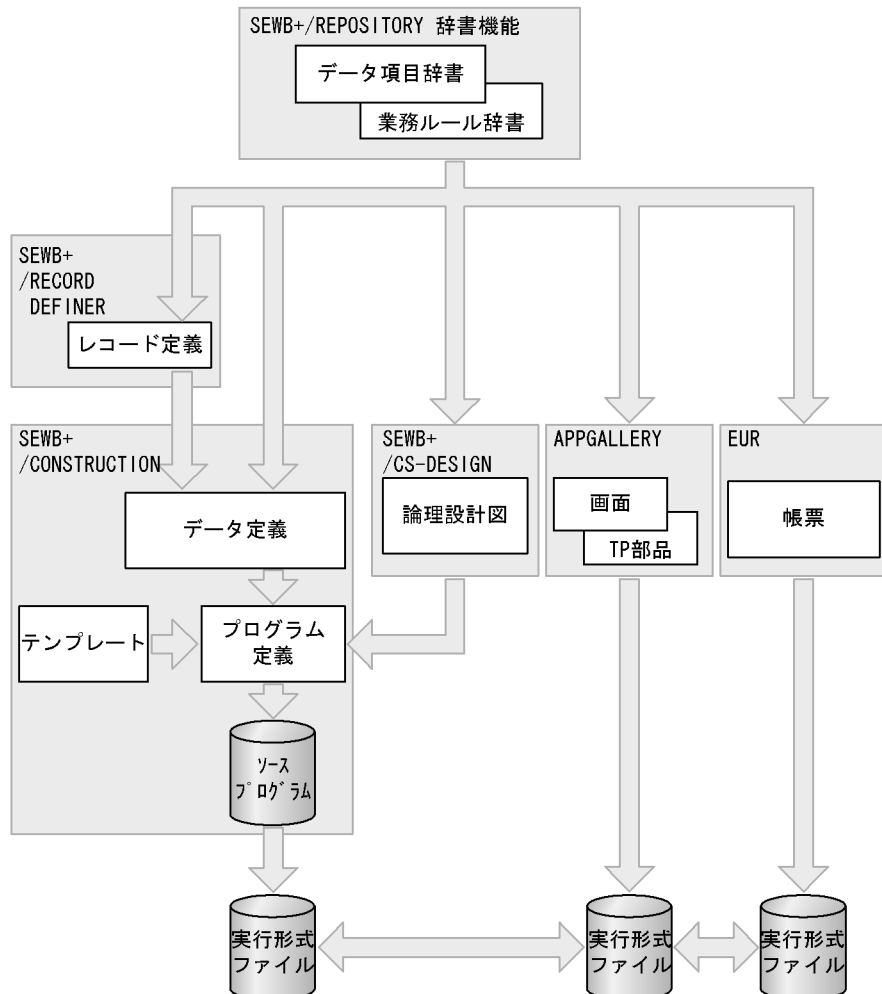 SEWB+/REPOSITORY 辞書機能
データ項目辞書
業務ルール辞書
SEWB+
/RECORD
DEFINER
レコード定義
SEWB+
/CONSTRUCTION
データ定義
テンプレート
プログラム
定義
ソース
プログラム
SEWB+
/CS-DESIGN
論理設計図
APPGALLERY
画面
TP部品
EUR
帳票
実行形式
ファイル
実行形式
ファイル
実行形式
ファイル